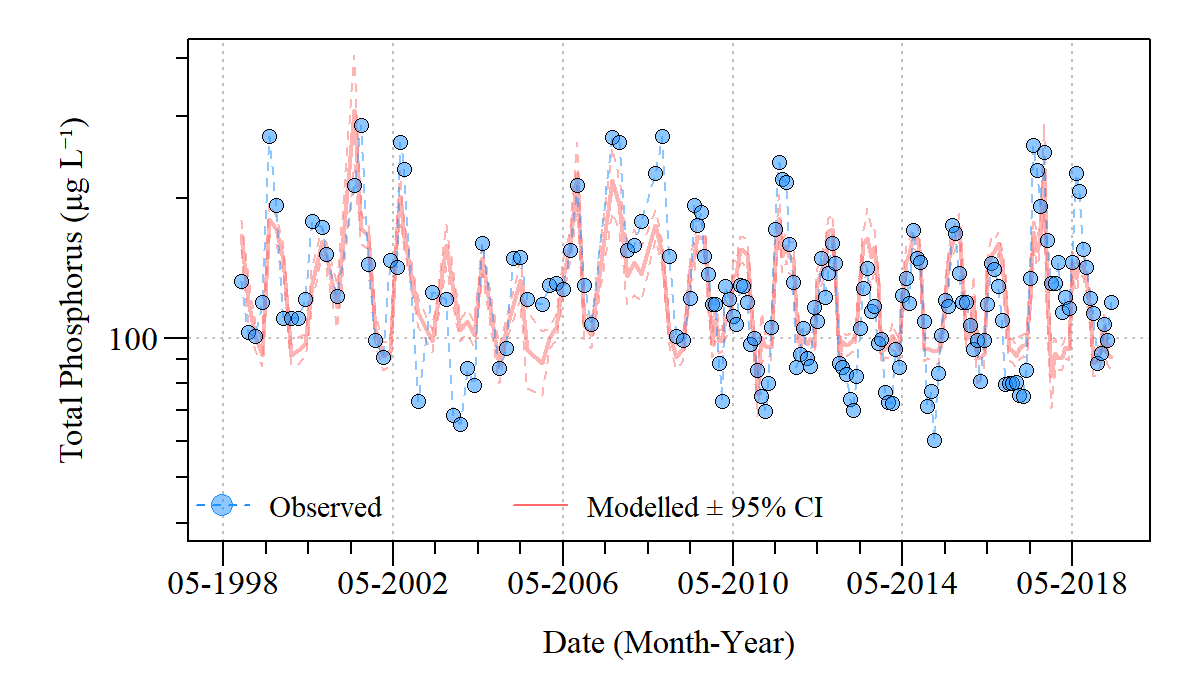 Total Phosphorus (µg L⁻¹)
100
Observed
Modelled ± 95% CI
05-1998 05-2002 05-2006 05-2010 05-2014 05-2018
Date (Month-Year)